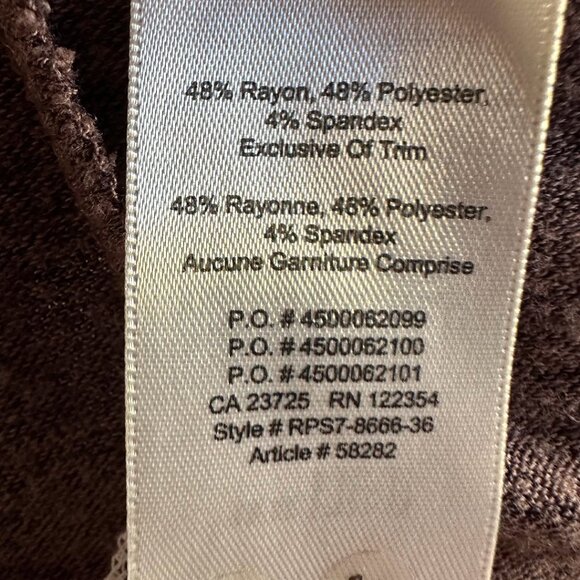 48% Rayon, 48% Polyester,
4% Spandex
Exclusive Of Trim
48% Rayonne, 48% Polyester,
4% Spandex
Aucune Garniture Comprise
P.O. # 4500062099
P.O. # 4500062100
P.O. # 4500062101
CA 23725 RN 122354
Style # RPS7-8666-36
Article # 58282